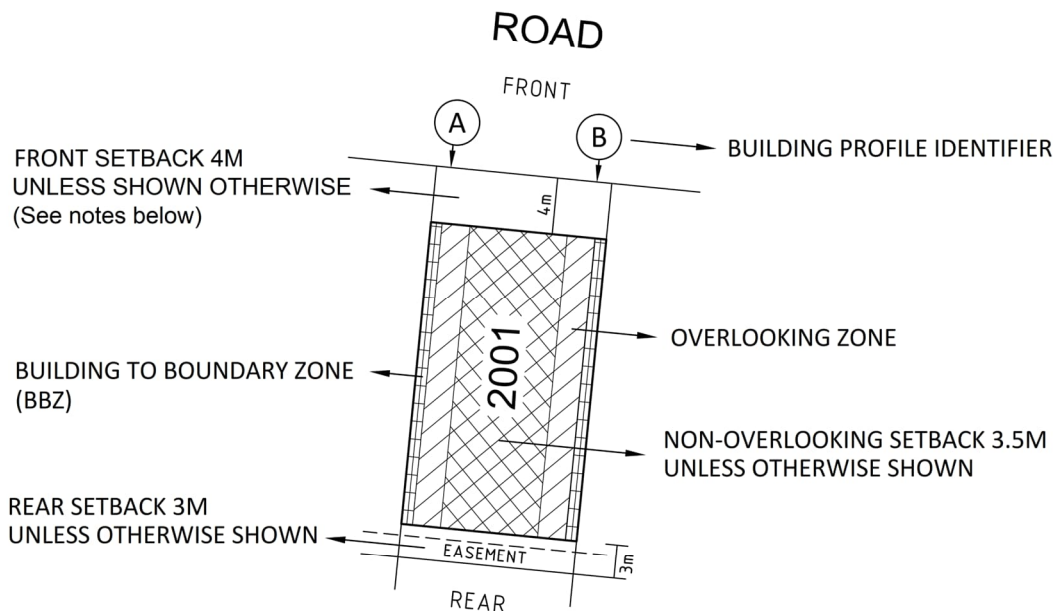 ROAD
FRONT
A
B
BUILDING PROFILE IDENTIFIER
FRONT SETBACK 4M
UNLESS SHOWN OTHERWISE
(See notes below)
4m
2001
OVERLOOKING ZONE
BUILDING TO BOUNDARY ZONE
(BBZ)
NON-OVERLOOKING SETBACK 3.5M
UNLESS OTHERWISE SHOWN
REAR SETBACK 3M
UNLESS OTHERWISE SHOWN
EASEMENT
3m
REAR